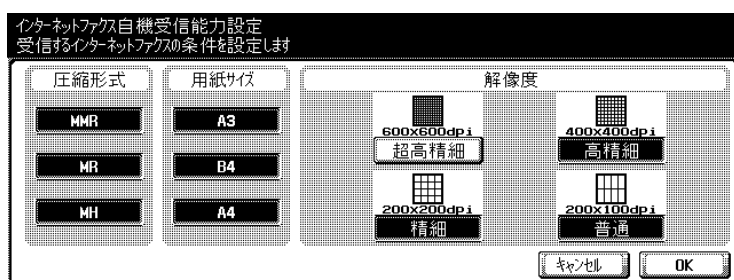 インターネットファクス自機受信能力設定
受信するインターネットファクスの条件を設定します
圧縮形式
MMR
MR
MH
用紙サイズ
A3
B4
A4
解像度
600x600dpi
超高精細
400x400dpi
高精細
200x200dpi
精細
200x100dpi
普通
キャンセル
OK